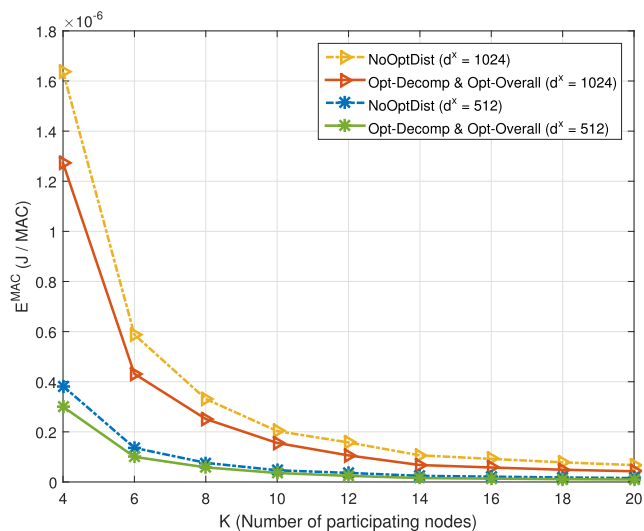 ×10⁻⁶
1.8
1.6
1.4
1.2
1
0.8
0.6
0.4
0.2
0
4 6 8 10 12 14 16 18 20
E^MAC (J / MAC)
K (Number of participating nodes)
NoOptDist (d^x = 1024)
Opt-Decomp & Opt-Overall (d^x = 1024)
NoOptDist (d^x = 512)
Opt-Decomp & Opt-Overall (d^x = 512)